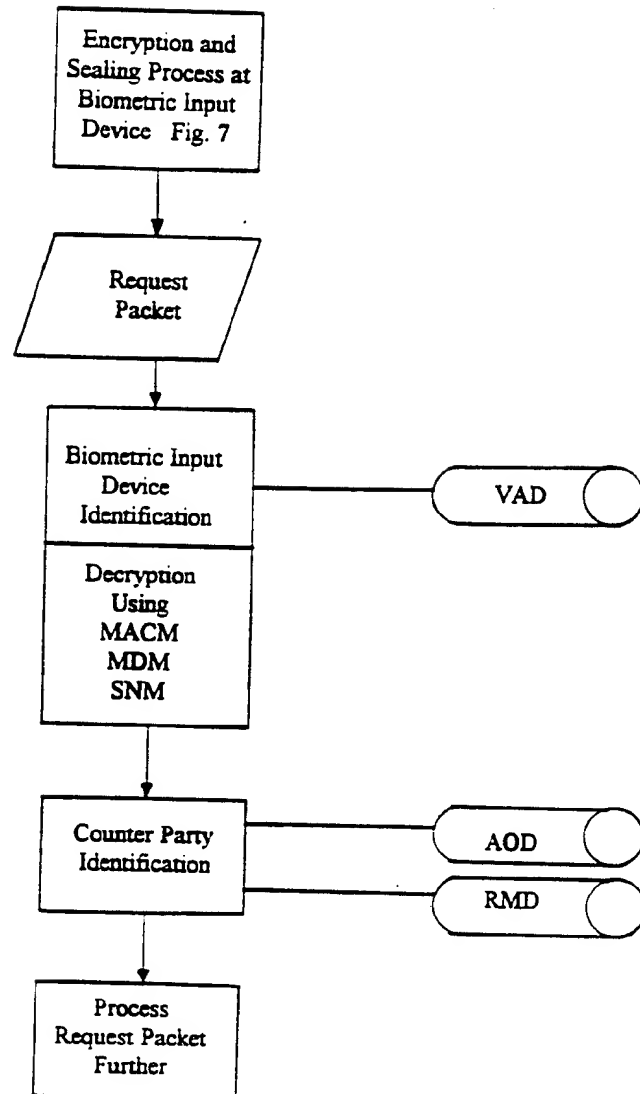 Encryption and
Sealing Process at
Biometric Input
Device Fig. 7
Request
Packet
Biometric Input
Device
Identification
VAD
Decryption
Using
MACM
MDM
SNM
Counter Party
Identification
AOD
RMD
Process
Request Packet
Further